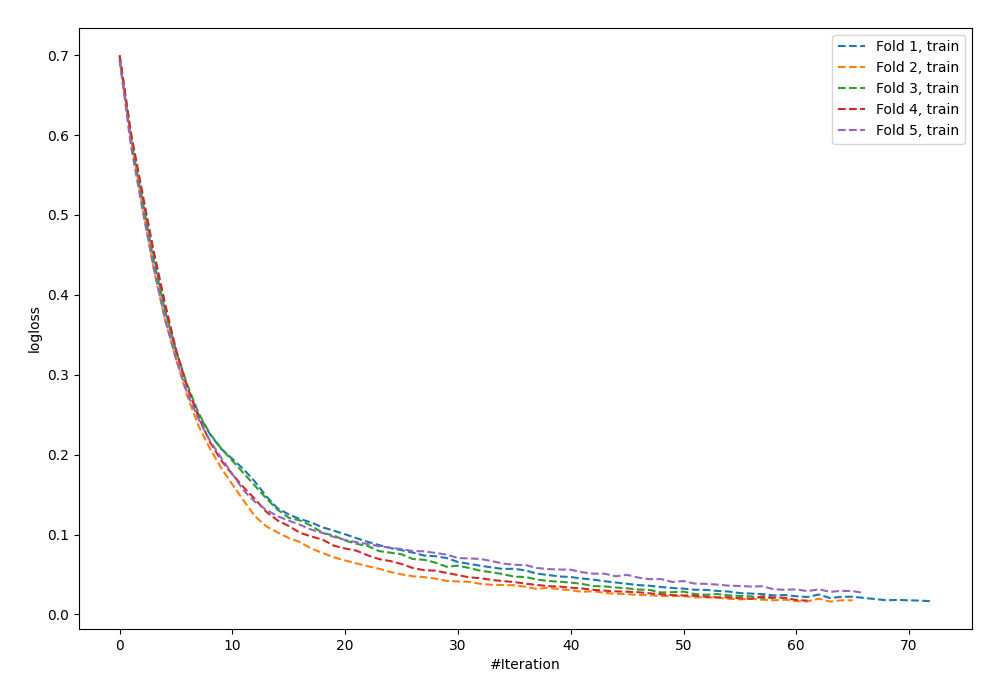 0.7
0.6
0.5
0.4
0.3
0.2
0.1
0.0
logloss
0 10 20 30 40 50 60 70
#Iteration
Fold 1, train
Fold 2, train
Fold 3, train
Fold 4, train
Fold 5, train